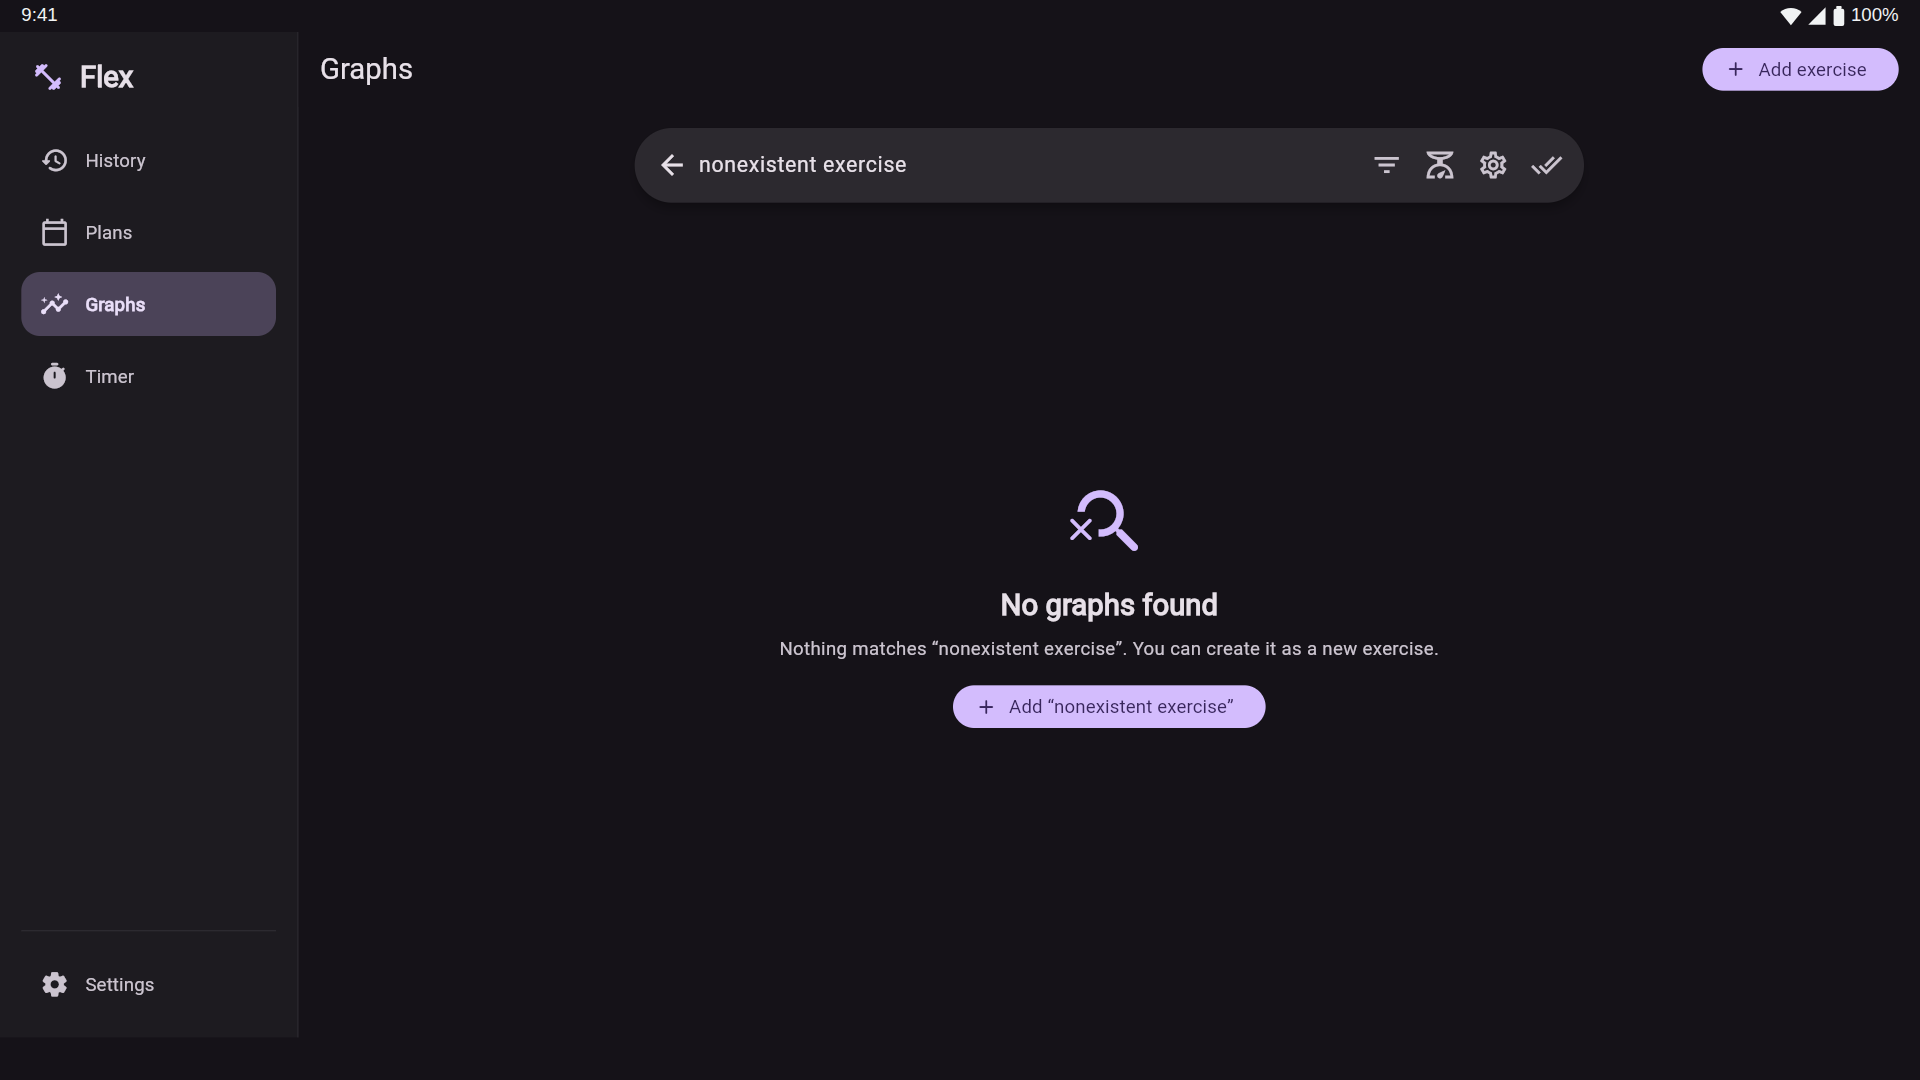 9:41
100%
Flex
Graphs
Add exercise
History
nonexistent exercise
Plans
Graphs
Timer
No graphs found
Nothing matches “nonexistent exercise”. You can create it as a new exercise.
Add “nonexistent exercise”
Settings